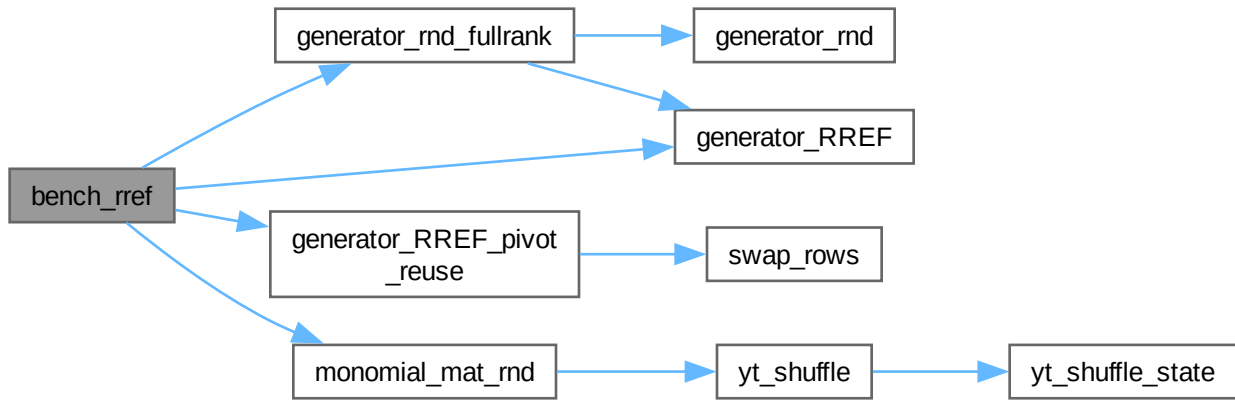 generator_rnd_fullrank
generator_rnd
generator_RREF
bench_rref
generator_RREF_pivot
_reuse
swap_rows
monomial_mat_rnd
yt_shuffle
yt_shuffle_state